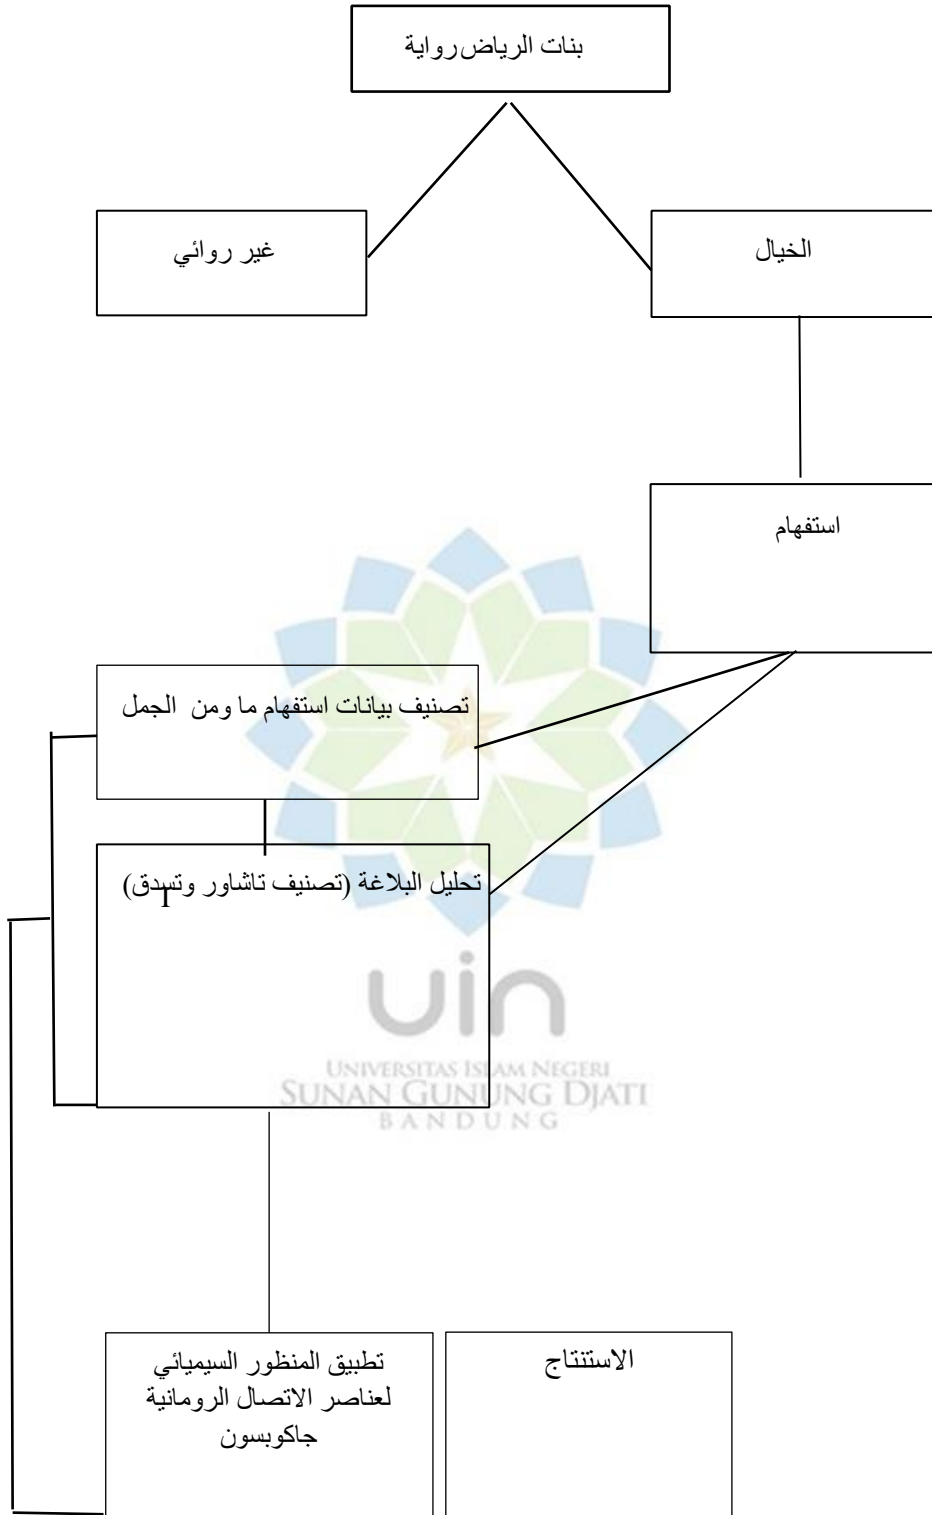 بنات الرياض رواية
غير روائي
الخيال
استفهام
تصنيف بيانات استفهام ما ومن الجمل
تحليل البلاغة (تصنيف تاشاور وتسدق)
I
uin
UNIVERSITAS ISLAM NEGERI
SUNAN GUNUNG DJATI
BANDUNG
تطبيق المنظور السيميائي
لعناصر الاتصال الرومانية
جاكوبسون
الاستنتاج